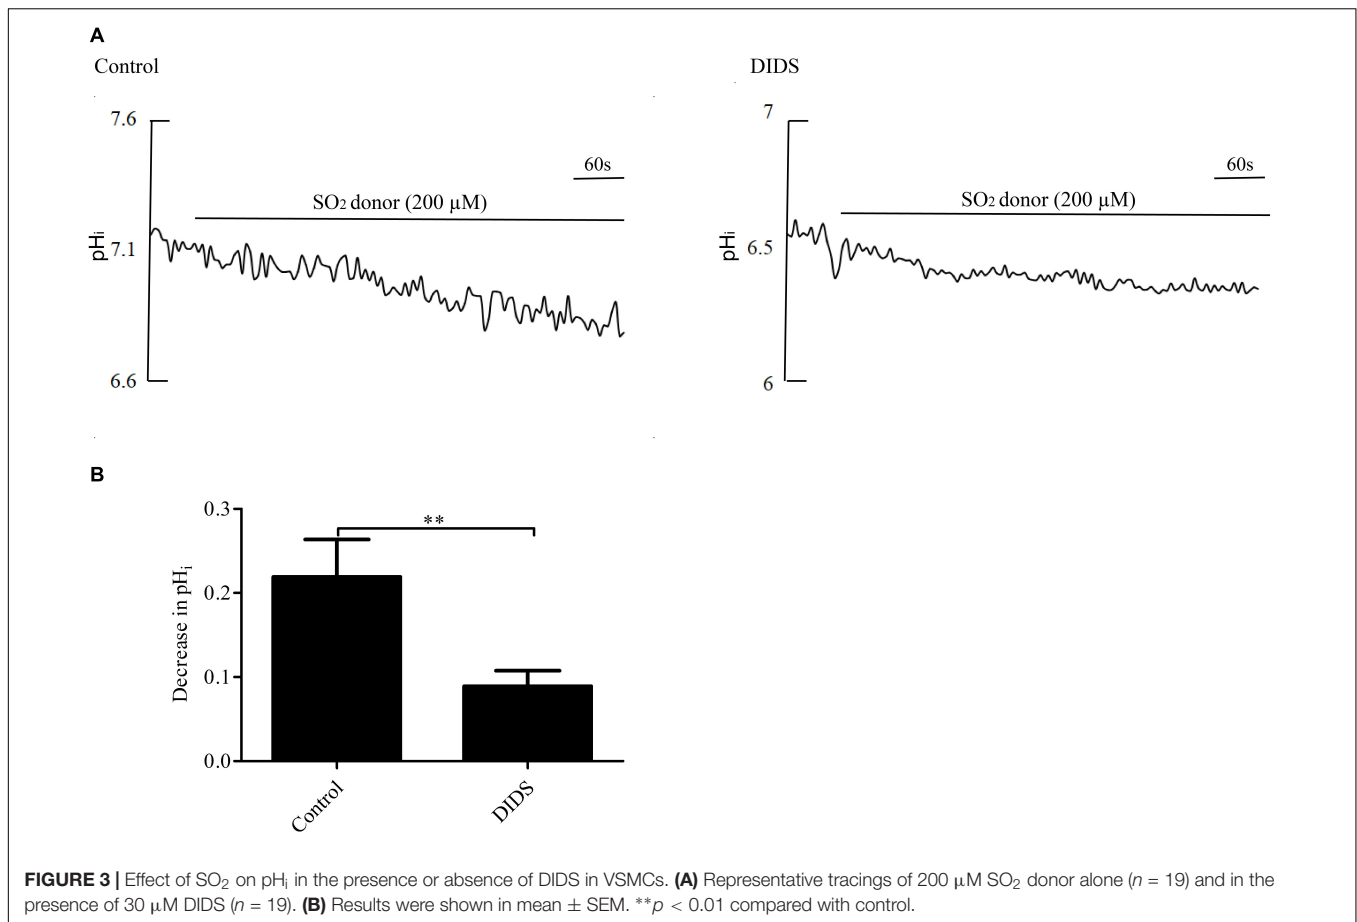 A
Control
DIDS
7.6
7.1
6.6
pHi
60s
SO2 donor (200 µM)
7
6.5
6
pHi
60s
SO2 donor (200 µM)
B
0.3
0.2
0.1
0.0
Decrease in pHi
**
Control
DIDS
FIGURE 3 | Effect of SO2 on pHi in the presence or absence of DIDS in VSMCs. (A) Representative tracings of 200 µM SO2 donor alone (n = 19) and in the
presence of 30 µM DIDS (n = 19). (B) Results were shown in mean ± SEM. **p < 0.01 compared with control.